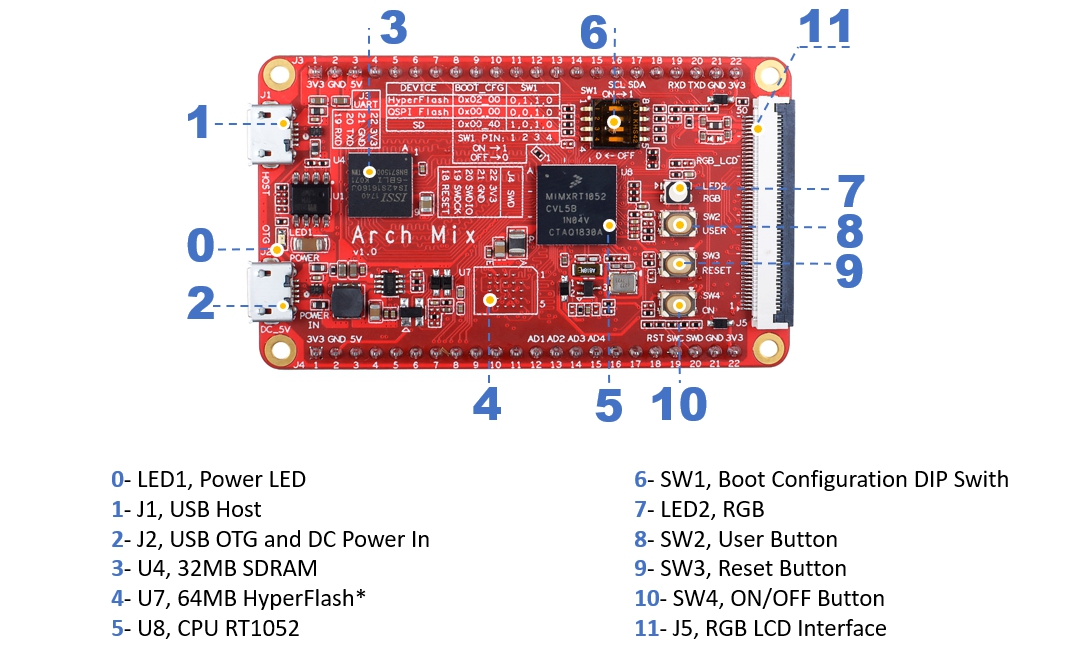 3
6
11
J3 1 2 3 4 5 6 7 8 9 10 11 12 13 14 15 16 17 18 19 20 21 22
3V3 GND 5V SCL SDA RXD TXD GND 3V3
J1
DEVICE BOOT_CFG SW1
HyperFlash 0x02_00 0,1,1,0
QSPI Flash 0x00_00 0,0,1,0
SD 0x00_40 1,0,1,0
SW1 PIN: 1 2 3 4
ON →1
OFF→0
J3
UART
22 3V3
21 GND
20 TXD
19 RXD
SW1 ON→1
0←OFF
50
1
U4
A 1
ISSI
HOST
U1
J4 SWD
22 3V3
21 GND
20 SWDIO
19 SWDCK
18 RESET
A
1
U8
MIMXRT1052
CVL5B
1N84V
CTAQ1830A
RGB_LCD
LED2
RGB
7
SW2
USER
8
SW3
RESET
9
SW4
ON
0
OTG
LED1
POWER
Arch Mix
v1.0
2
POWER
IN
DC_5V
U7
1
5
J5
1
3V3 GND 5V AD1 AD2 AD3 AD4 RST SWC SWD GND 3V3
J4 1 2 3 4 5 6 7 8 9 10 11 12 13 14 15 16 17 18 19 20 21 22
4
5
10
0- LED1, Power LED
1- J1, USB Host
2- J2, USB OTG and DC Power In
3- U4, 32MB SDRAM
4- U7, 64MB HyperFlash*
5- U8, CPU RT1052
6- SW1, Boot Configuration DIP Swith
7- LED2, RGB
8- SW2, User Button
9- SW3, Reset Button
10- SW4, ON/OFF Button
11- J5, RGB LCD Interface